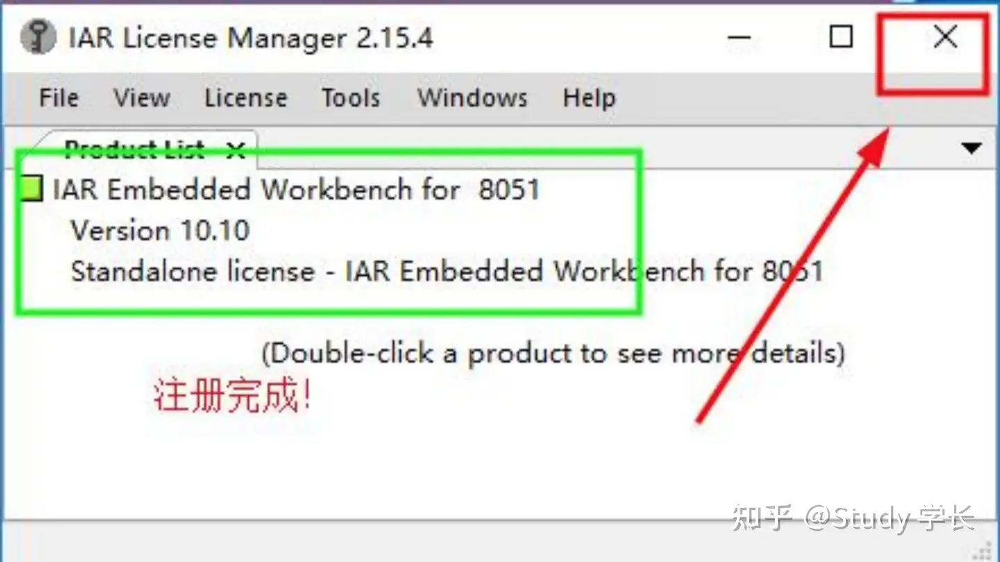 IAR License Manager 2.15.4
File View License Tools Windows Help
Product List
IAR Embedded Workbench for 8051
Version 10.10
Standalone license - IAR Embedded Workbench for 8051
(Double-click a product to see more details)
注册完成!
知乎 @Study 学长